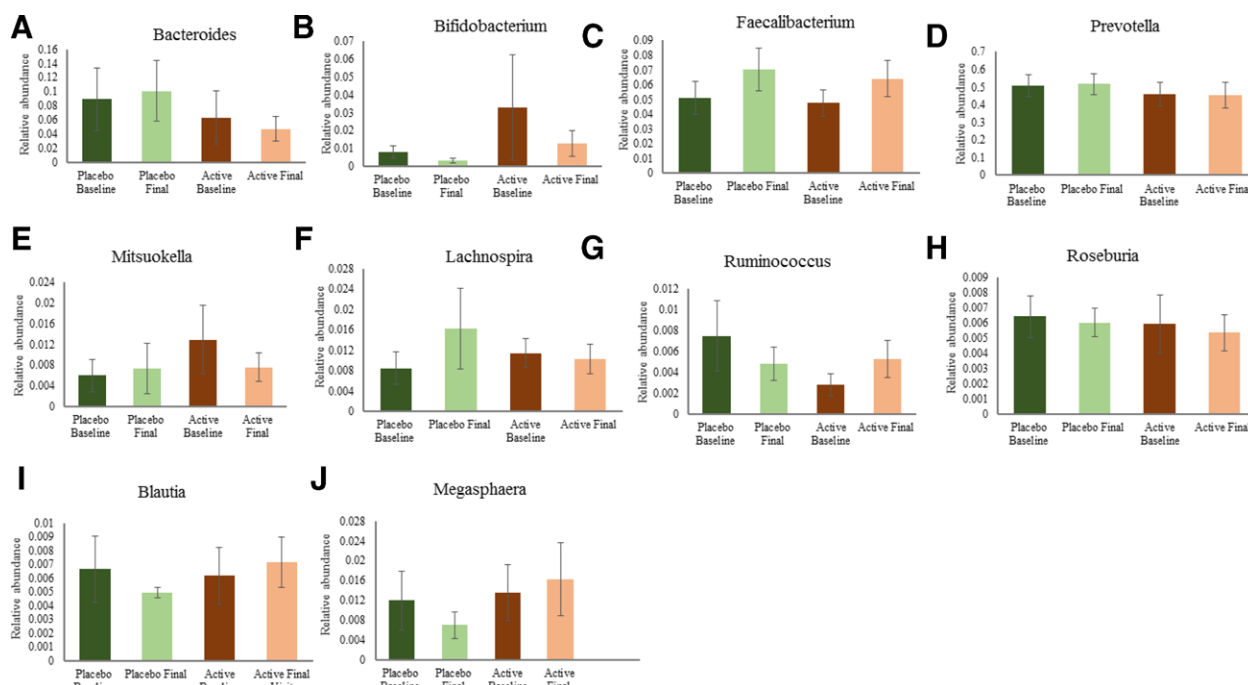 A
Bacteroides
Relative abundance
0.16
0.14
0.12
0.1
0.08
0.06
0.04
0.02
0
Placebo Baseline
Placebo Final
Active Baseline
Active Final
B
Bifidobacterium
Relative abundance
0.07
0.06
0.05
0.04
0.03
0.02
0.01
0
Placebo Baseline
Placebo Final
Active Baseline
Active Final
C
Faecalibacterium
Relative abundance
0.09
0.08
0.07
0.06
0.05
0.04
0.03
0.02
0.01
0
Placebo Baseline
Placebo Final
Active Baseline
Active Final
D
Prevotella
Relative abundance
0.7
0.6
0.5
0.4
0.3
0.2
0.1
0
Placebo Baseline
Placebo Final
Active Baseline
Active Final
E
Mitsuokella
Relative abundance
0.024
0.02
0.016
0.012
0.008
0.004
0
Placebo Baseline
Placebo Final
Active Baseline
Active Final
F
Lachnospira
Relative abundance
0.028
0.024
0.02
0.016
0.012
0.008
0.004
0
Placebo Baseline
Placebo Final
Active Baseline
Active Final
G
Ruminococcus
Relative abundance
0.012
0.01
0.008
0.006
0.004
0.002
0
Placebo Baseline
Placebo Final
Active Baseline
Active Final
H
Roseburia
Relative abundance
0.009
0.008
0.007
0.006
0.005
0.004
0.003
0.002
0.001
0
Placebo Baseline
Placebo Final
Active Baseline
Active Final
I
Blautia
Relative abundance
0.01
0.009
0.008
0.007
0.006
0.005
0.004
0.003
0.002
0.001
0
Placebo
Placebo Final
Active
Active Final
J
Megasphaera
Relative abundance
0.028
0.024
0.02
0.016
0.012
0.008
0.004
0
Placebo Baseline
Placebo Final
Active Baseline
Active Final